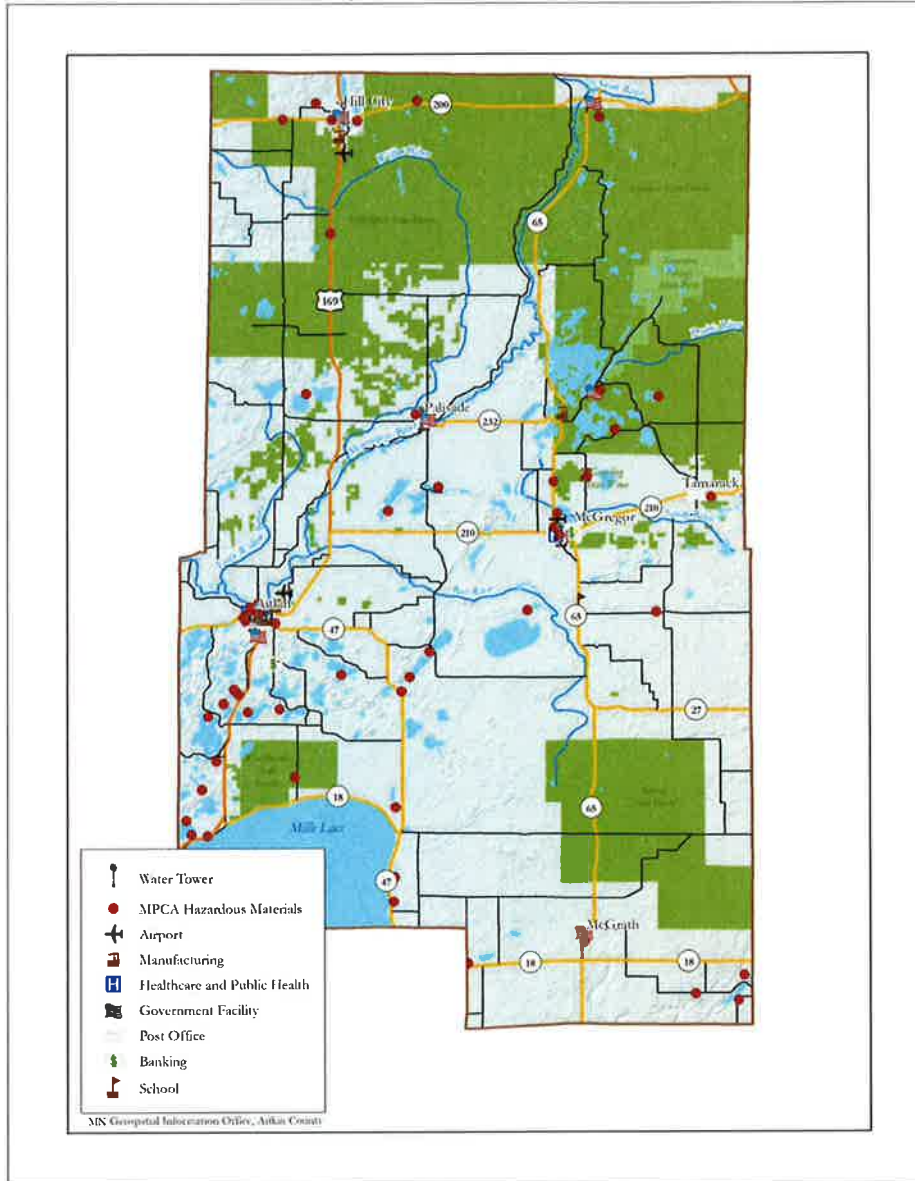 Hill City
200
65
169
Palisade
232
Tamarack
210
McGregor
210
Aitkin
47
65
27
18
65
Mille Lacs
47
McGrath
18
18
Water Tower
MPCA Hazardous Materials
Airport
Manufacturing
Healthcare and Public Health
Government Facility
Post Office
Banking
School
MN Geospatial Information Office, Aitkin County